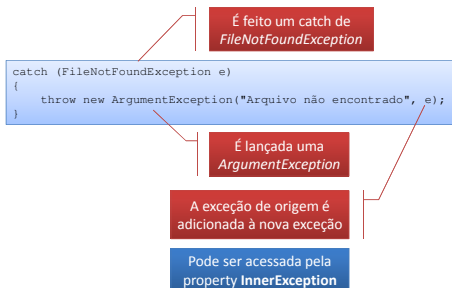 É feito um catch de
FileNotFoundException
catch (FileNotFoundException e)
{
    throw new ArgumentException("Arquivo não encontrado", e);
}
É lançada uma
ArgumentException
A exceção de origem é
adicionada à nova exceção
Pode ser acessada pela
property InnerException